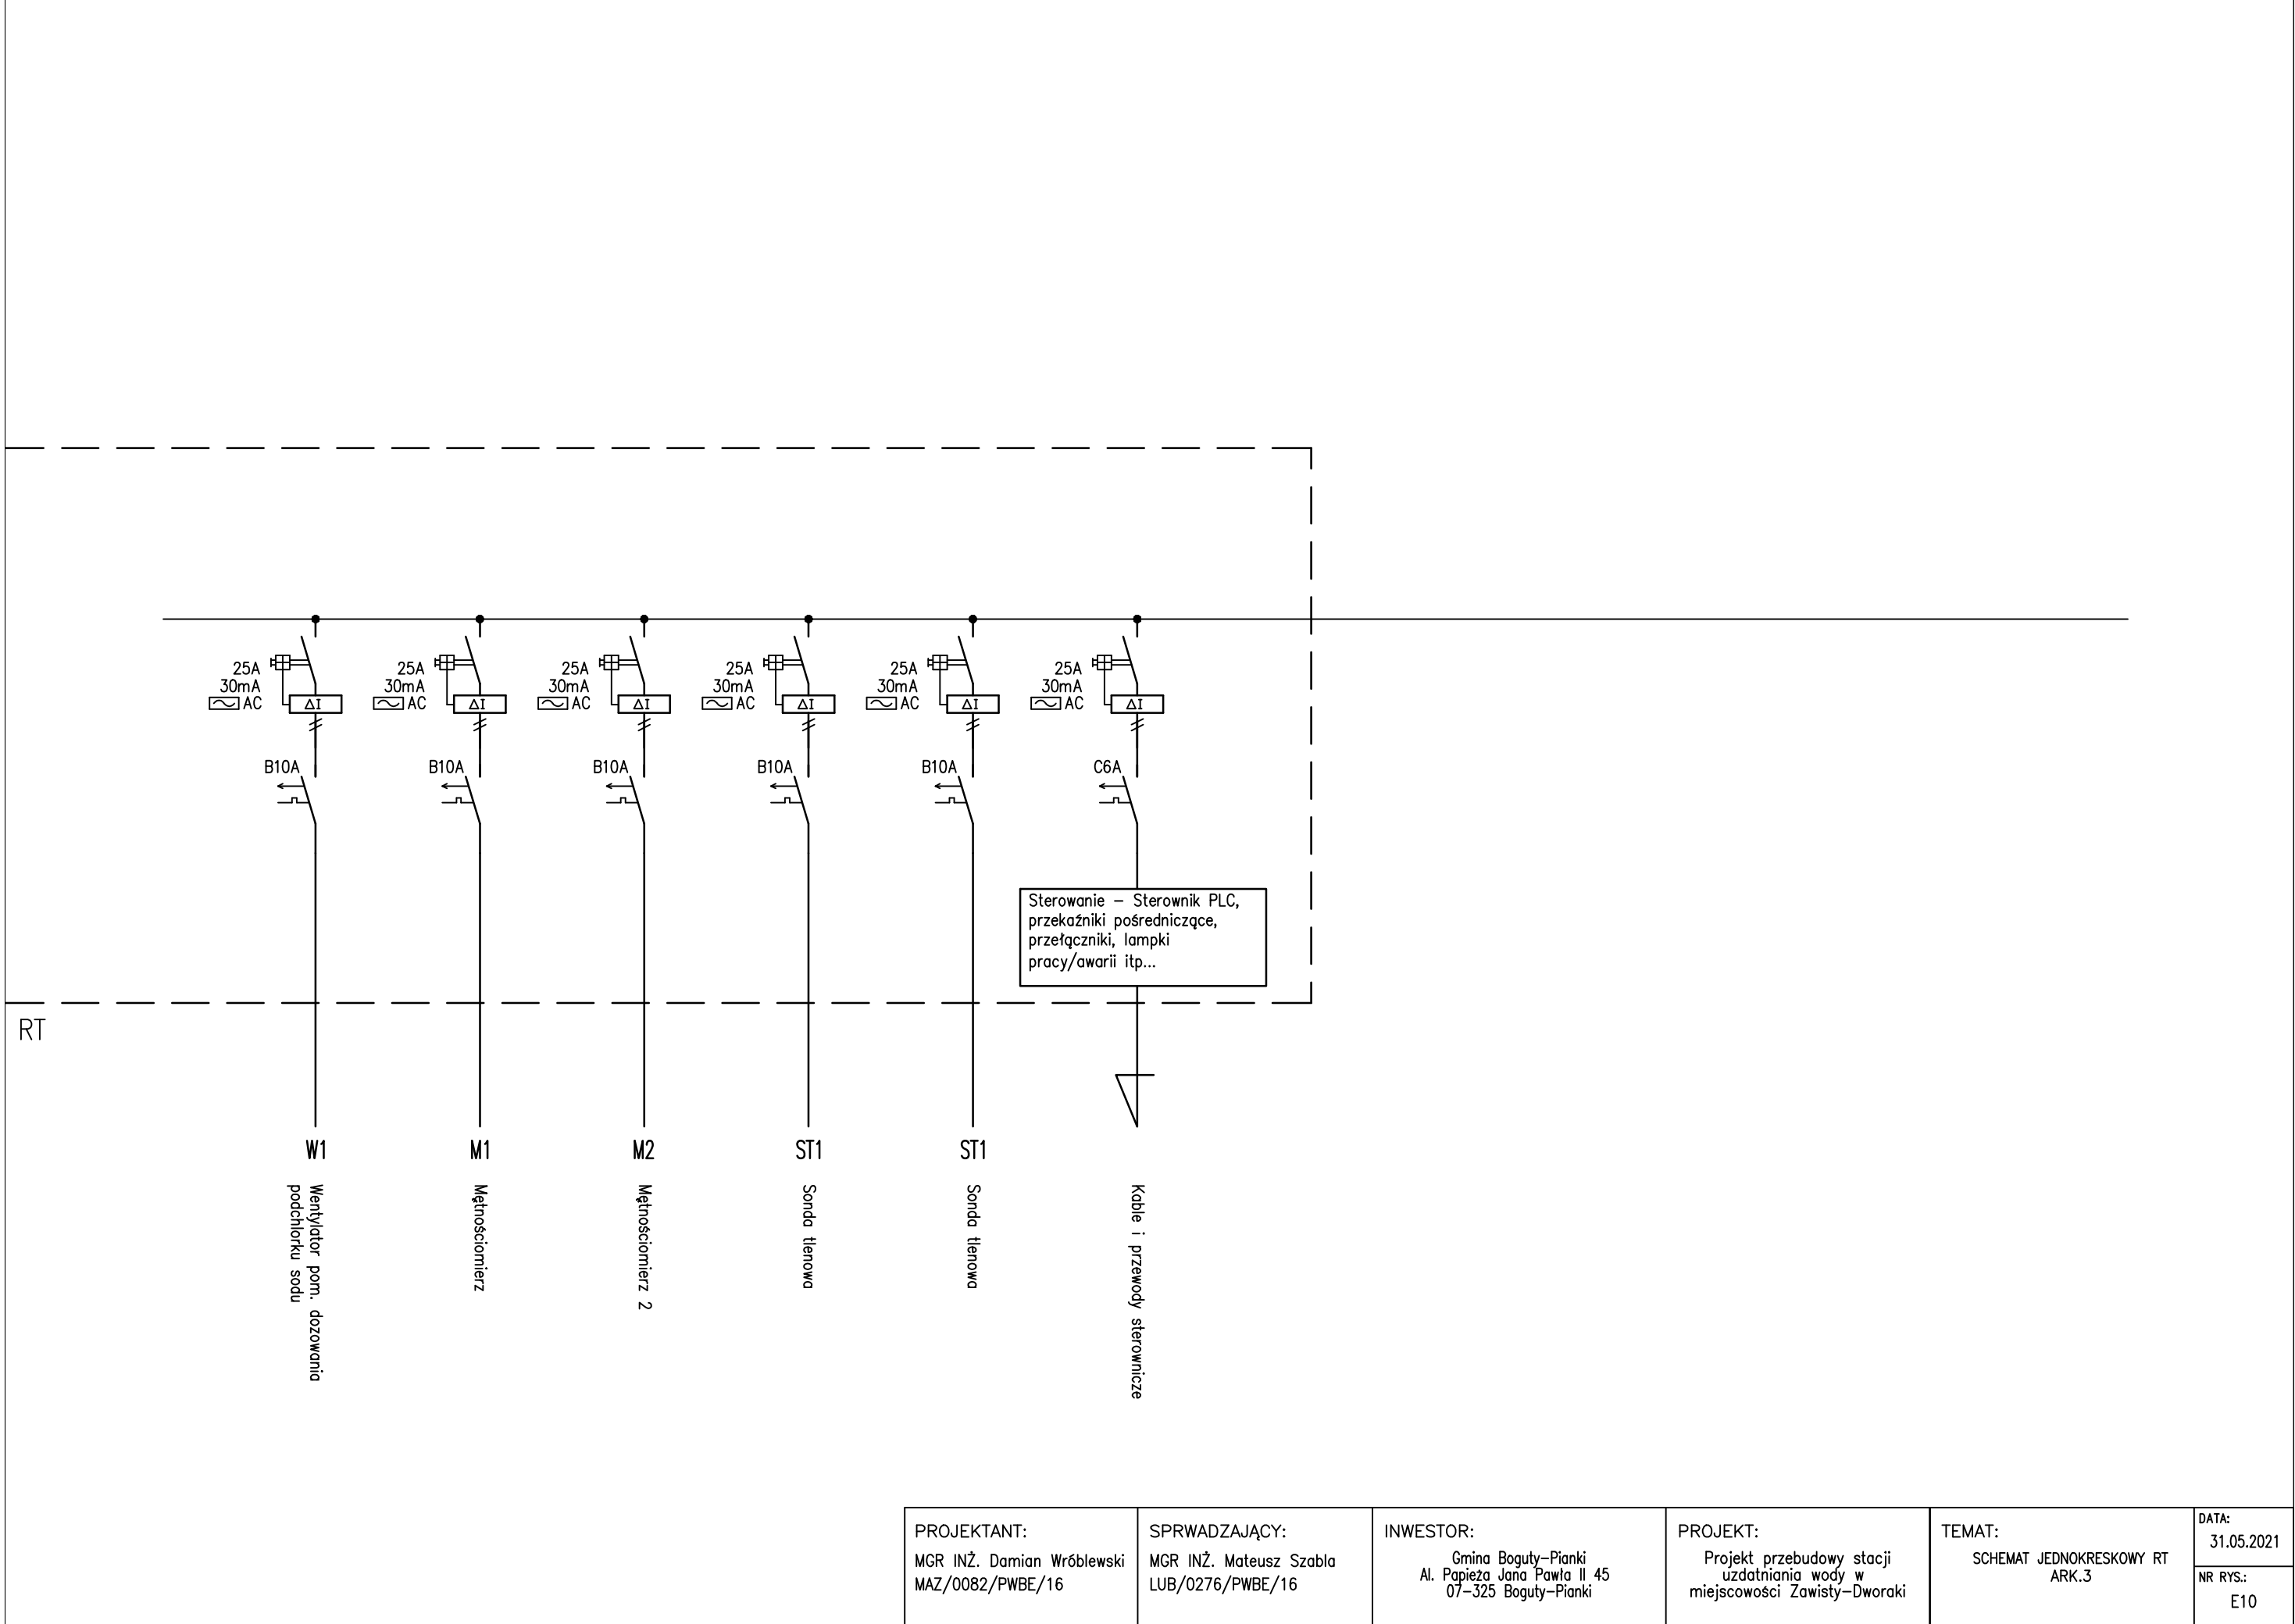 25A
30mA
AC
ΔI
B10A
25A
30mA
AC
ΔI
B10A
25A
30mA
AC
ΔI
B10A
25A
30mA
AC
ΔI
B10A
25A
30mA
AC
ΔI
B10A
25A
30mA
AC
ΔI
C6A
Sterowanie – Sterownik PLC,
przekaźniki pośredniczące,
przełączniki, lampki
pracy/awarii itp...
RT
W1
Wentylator pom. dozowania
podchlorku sodu
M1
Mętnościomierz
M2
Mętnościomierz 2
ST1
Sonda tlenowa
ST1
Sonda tlenowa
Kable i przewody sterownicze
PROJEKTANT:
MGR INŻ. Damian Wróblewski
MAZ/0082/PWBE/16
SPRWADZAJĄCY:
MGR INŻ. Mateusz Szabla
LUB/0276/PWBE/16
INWESTOR:
Gmina Boguty–Pianki
Al. Papieża Jana Pawła II 45
07–325 Boguty–Pianki
PROJEKT:
Projekt przebudowy stacji
uzdatniania wody w
miejscowości Zawisty–Dworaki
TEMAT:
SCHEMAT JEDNOKRESKOWY RT
ARK.3
DATA:
31.05.2021
NR RYS.:
E10